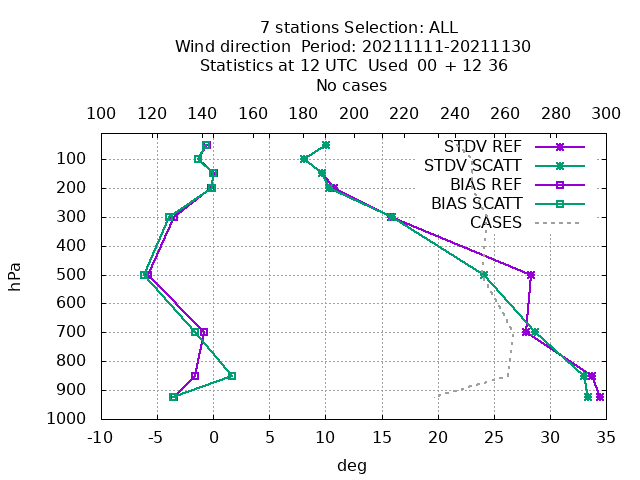 7 stations Selection: ALL
Wind direction  Period: 20211111-20211130
Statistics at 12 UTC  Used  00 + 12 36
No cases
100 120 140 160 180 200 220 240 260 280 300
STDV REF
STDV SCATT
BIAS REF
BIAS SCATT
CASES
100
200
300
400
500
600
700
800
900
1000
hPa
-10 -5 0 5 10 15 20 25 30 35
deg